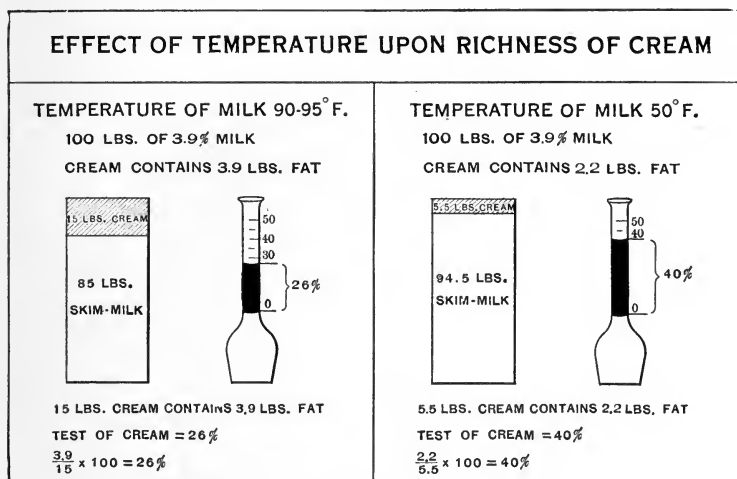 EFFECT OF TEMPERATURE UPON RICHNESS OF CREAM
TEMPERATURE OF MILK 90-95°F.
100 LBS. OF 3.9% MILK
CREAM CONTAINS 3.9 LBS. FAT
15 LBS. CREAM
85 LBS.
SKIM-MILK
50
40
30
0
26%
15 LBS. CREAM CONTAINS 3.9 LBS. FAT
TEST OF CREAM = 26%
3.9/15 x 100 = 26%
TEMPERATURE OF MILK 50°F.
100 LBS. OF 3.9% MILK
CREAM CONTAINS 2.2 LBS. FAT
5.5 LBS. CREAM
94.5 LBS.
SKIM-MILK
50
40
0
40%
5.5 LBS. CREAM CONTAINS 2.2 LBS. FAT
TEST OF CREAM = 40%
2.2/5.5 x 100 = 40%